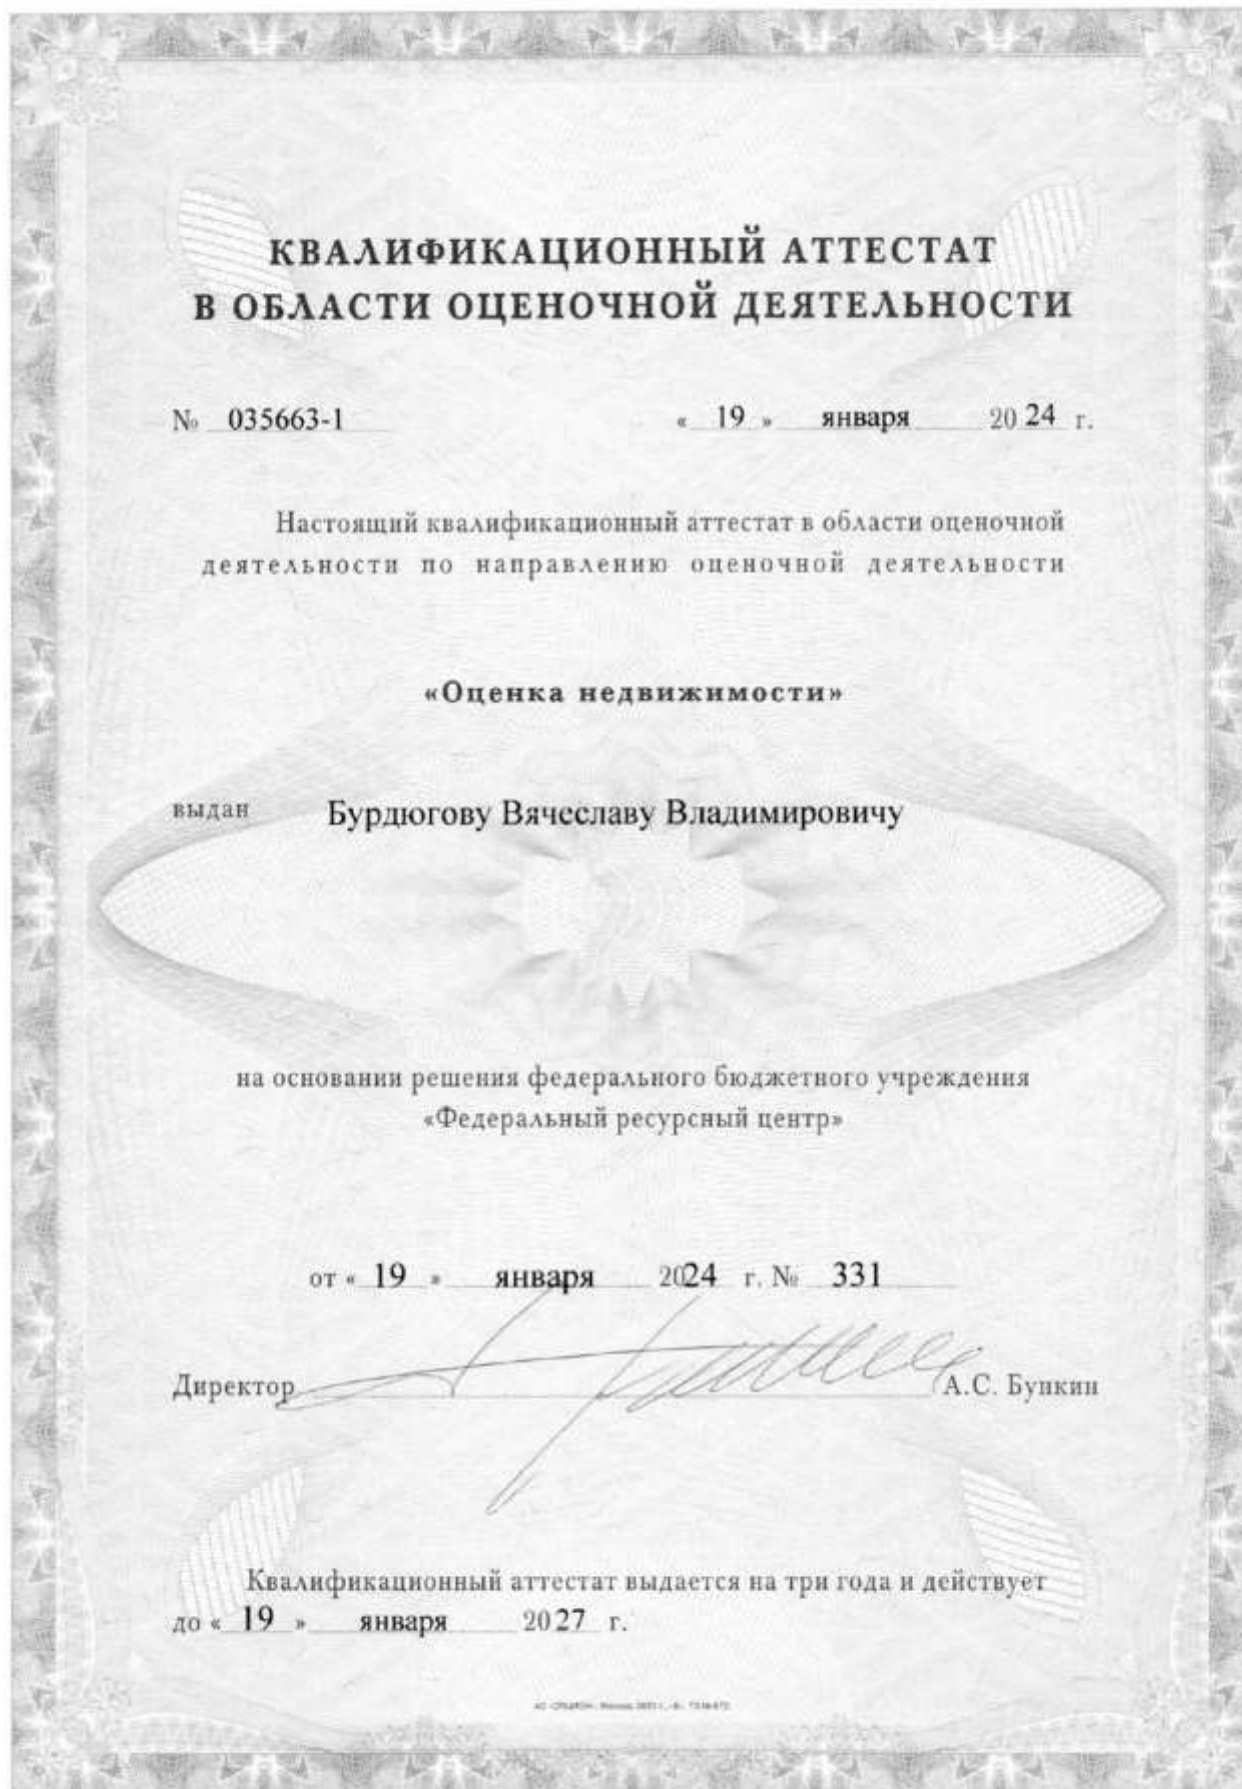 КВАЛИФИКАЦИОННЫЙ АТТЕСТАТ
В ОБЛАСТИ ОЦЕНОЧНОЙ ДЕЯТЕЛЬНОСТИ
№ 035663-1 « 19 » января 2024 г.
Настоящий квалификационный аттестат в области оценочной
деятельности по направлению оценочной деятельности
«Оценка недвижимости»
выдан Бурдюгову Вячеславу Владимировичу
на основании решения федерального бюджетного учреждения
«Федеральный ресурсный центр»
от « 19 » января 2024 г. № 331
Директор А.С. Бункин
Квалификационный аттестат выдается на три года и действует
до « 19 » января 2027 г.